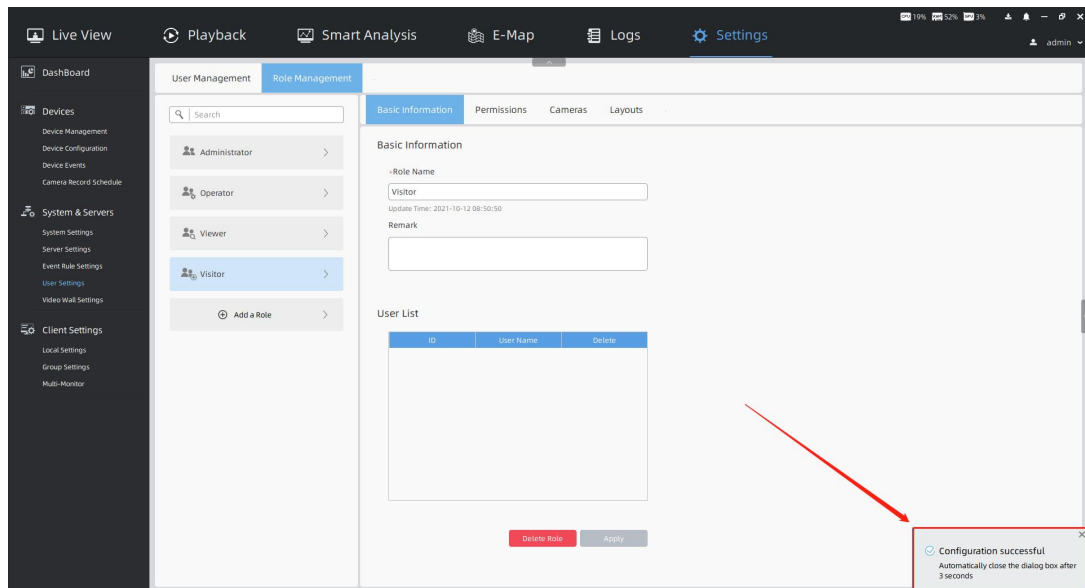 CPU 19% RAM 52% GPU 3%
Live View
Playback
Smart Analysis
E-Map
Logs
Settings
admin
DashBoard
Devices
Device Management
Device Configuration
Device Events
Camera Record Schedule
System & Servers
System Settings
Server Settings
Event Rule Settings
User Settings
Video Wall Settings
Client Settings
Local Settings
Group Settings
Multi-Monitor
User Management
Role Management
Search
Administrator
Operator
Viewer
Visitor
Add a Role
Basic Information
Permissions
Cameras
Layouts
Basic Information
*Role Name
Visitor
Update Time: 2021-10-12 08:50:50
Remark
User List
ID
User Name
Delete
Delete Role
Apply
Configuration successful
Automatically close the dialog box after
3 seconds